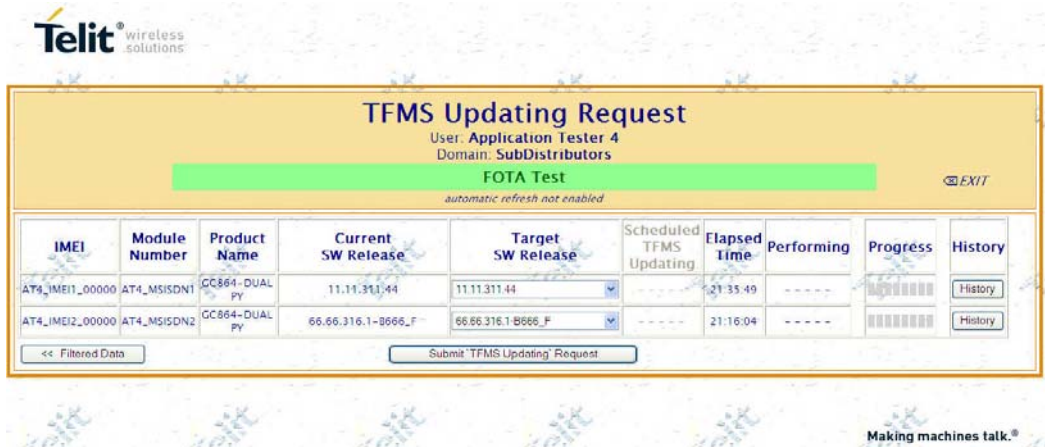 Telit® wireless solutions
TFMS Updating Request
User: Application Tester 4
Domain: SubDistributors
FOTA Test
EXIT
automatic refresh not enabled
IMEI Module Number Product Name Current SW Release Target SW Release Scheduled TFMS Updating Elapsed Time Performing Progress History
AT4_IMEI1_00000 AT4_MSISDN1 GC864-DUAL PY 11.11.311.44 11.11.311.44 - - - - - 21:35:49 - - - - - History
AT4_IMEI2_00000 AT4_MSISDN2 GC864-DUAL PY 66.66.316.1-B666_F 66.66.316.1-B666_F - - - - - 21:16:04 - - - - - History
<< Filtered Data Submit 'TFMS Updating' Request
Making machines talk.®